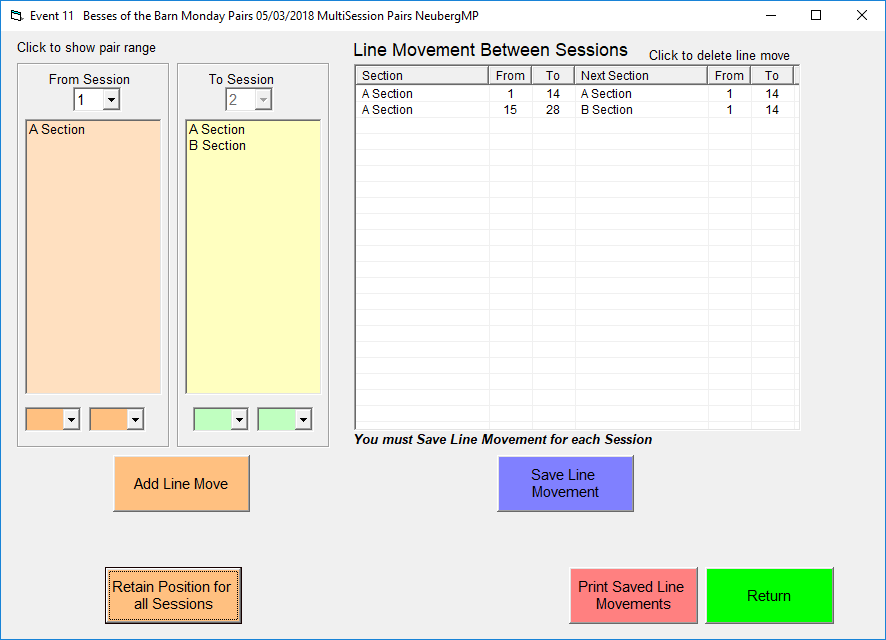 Event 11 Besses of the Barn Monday Pairs 05/03/2018 MultiSession Pairs NeubergMP
Click to show pair range
From Session
1
To Session
2
A Section
A Section
B Section
Add Line Move
Retain Position for
all Sessions
Line Movement Between Sessions
Click to delete line move
Section From To Next Section From To
A Section 1 14 A Section 1 14
A Section 15 28 B Section 1 14
You must Save Line Movement for each Session
Save Line
Movement
Print Saved Line
Movements
Return